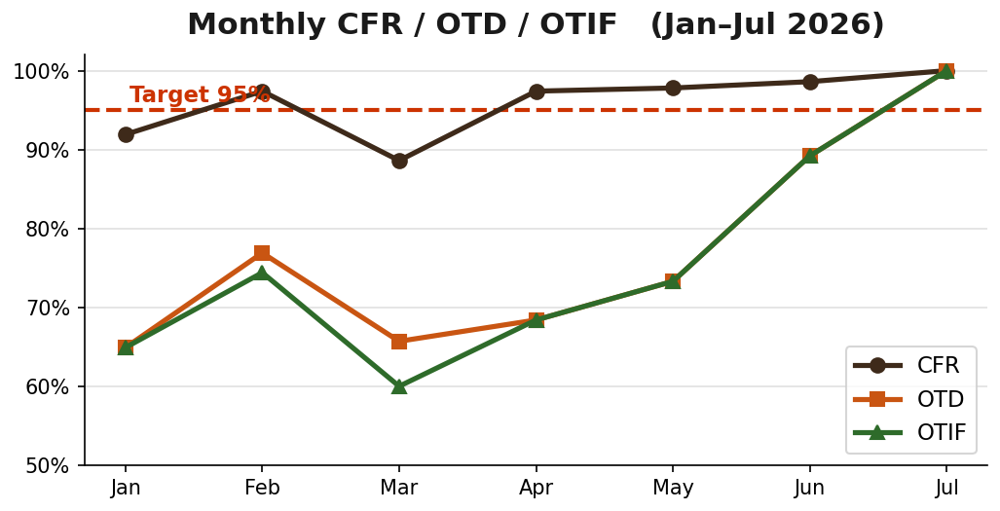 Monthly CFR / OTD / OTIF   (Jan–Jul 2026)
100%
Target 95%
90%
80%
70%
60%
50%
CFR
OTD
OTIF
Jan
Feb
Mar
Apr
May
Jun
Jul